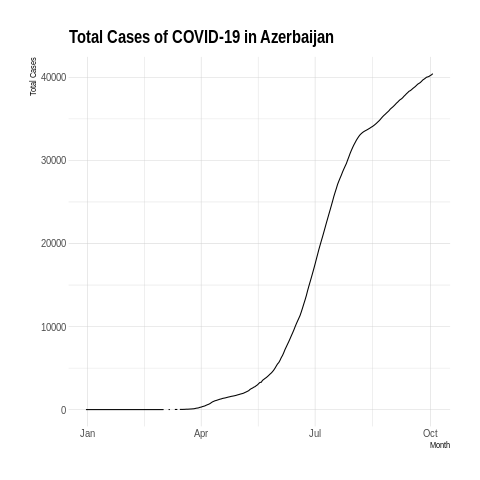 Total Cases of COVID-19 in Azerbaijan
Total Cases
40000
30000
20000
10000
0
Jan Apr Jul Oct
Month